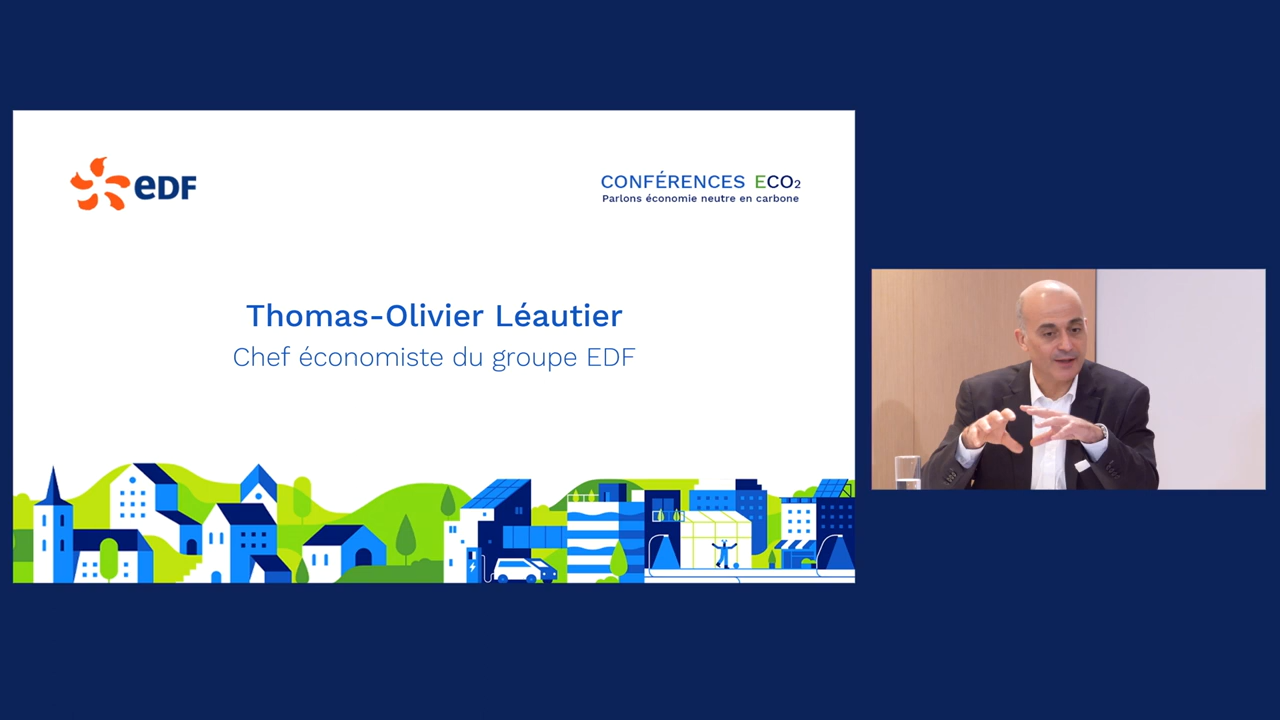 eDF
CONFÉRENCES ECO₂
Parlons économie neutre en carbone
Thomas-Olivier Léautier
Chef économiste du groupe EDF